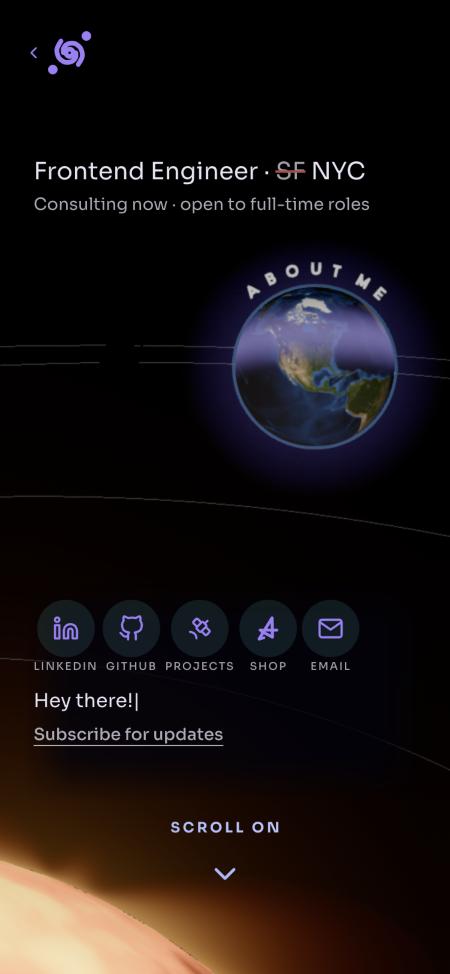 Frontend Engineer · SF NYC
Consulting now · open to full-time roles
ABOUT ME
LINKEDIN GITHUB PROJECTS SHOP EMAIL
Hey there!|
Subscribe for updates
SCROLL ON